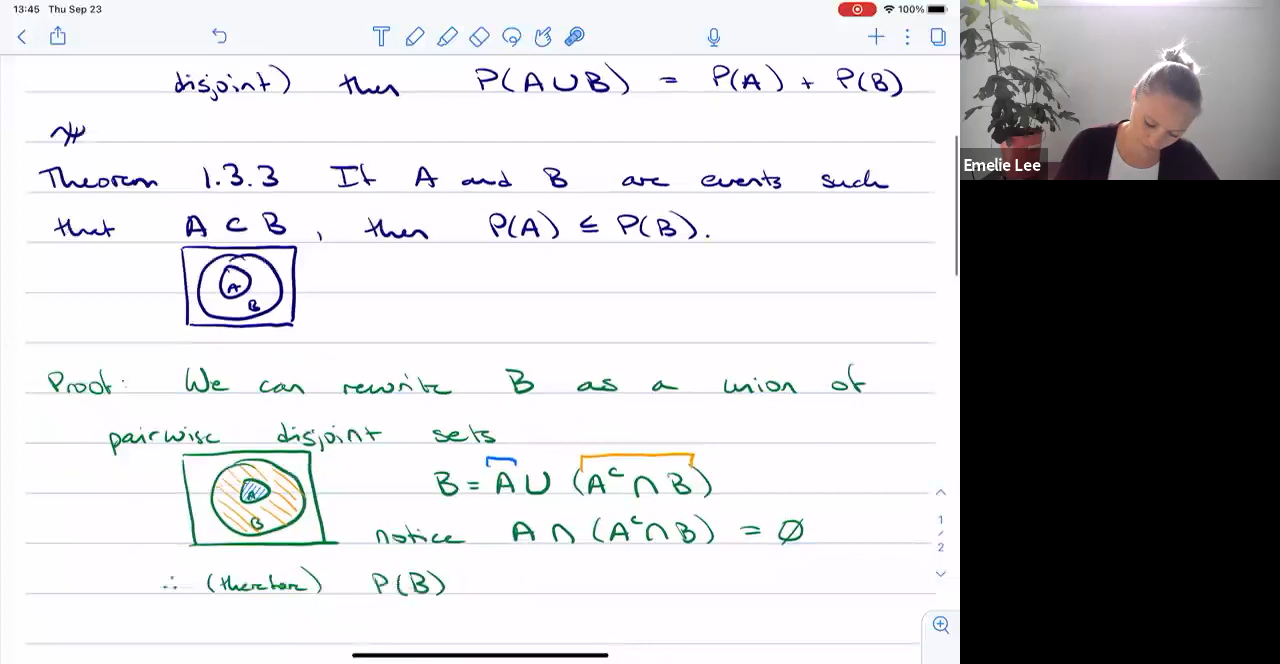 13:45 Thu Sep 23
100%
disjoint) then P(A∪B) = P(A) + P(B)
Theorem 1.3.3 If A and B are events such
that A ⊂ B, then P(A) ≤ P(B).
A
B
Proof: We can rewrite B as a union of
pairwise disjoint sets
A
B
B = A ∪ (Aᶜ ∩ B)
notice A ∩ (Aᶜ ∩ B) = ∅
∴ (therefore) P(B)
1
2
Emelie Lee